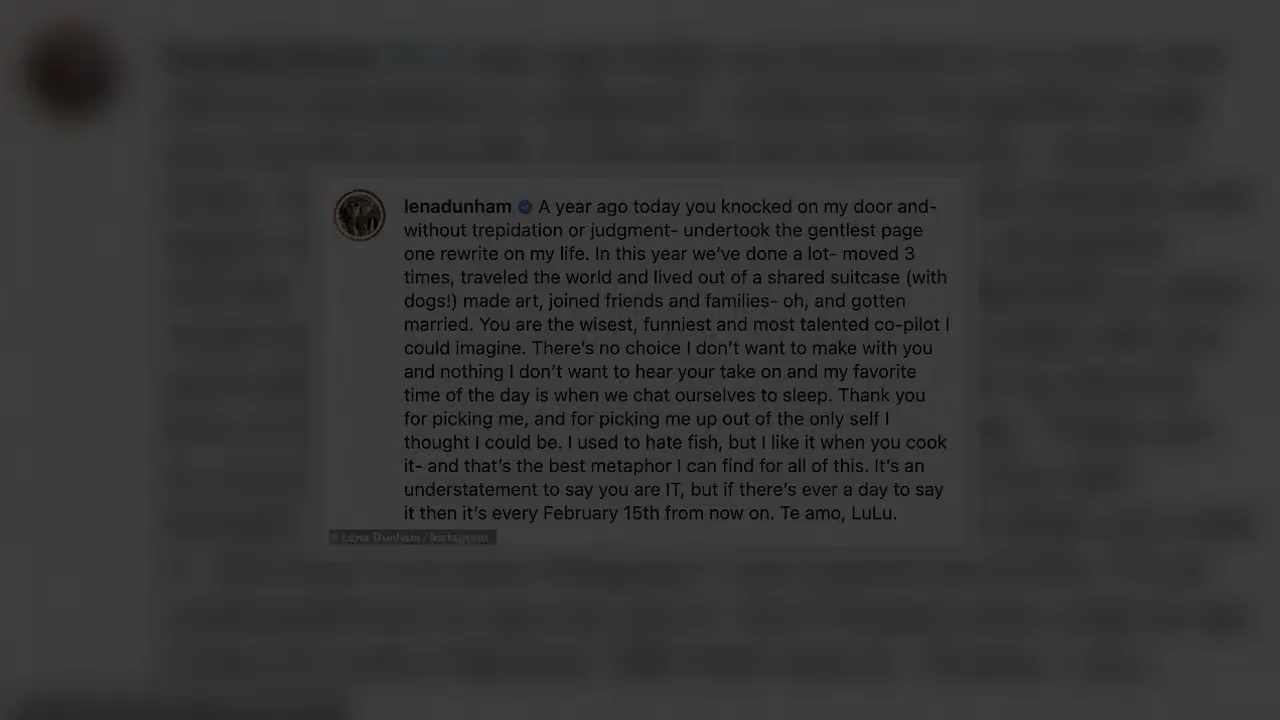 lenadunham A year ago today you knocked on my door and-
without trepidation or judgment- undertook the gentlest page
one rewrite on my life. In this year we've done a lot- moved 3
times, traveled the world and lived out of a shared suitcase (with
dogs!) made art, joined friends and families- oh, and gotten
married. You are the wisest, funniest and most talented co-pilot I
could imagine. There's no choice I don't want to make with you
and nothing I don't want to hear your take on and my favorite
time of the day is when we chat ourselves to sleep. Thank you
for picking me, and for picking me up out of the only self I
thought I could be. I used to hate fish, but I like it when you cook
it- and that's the best metaphor I can find for all of this. It's an
understatement to say you are IT, but if there's ever a day to say
it then it's every February 15th from now on. Te amo, LuLu.
© Lena Dunham / Instagram